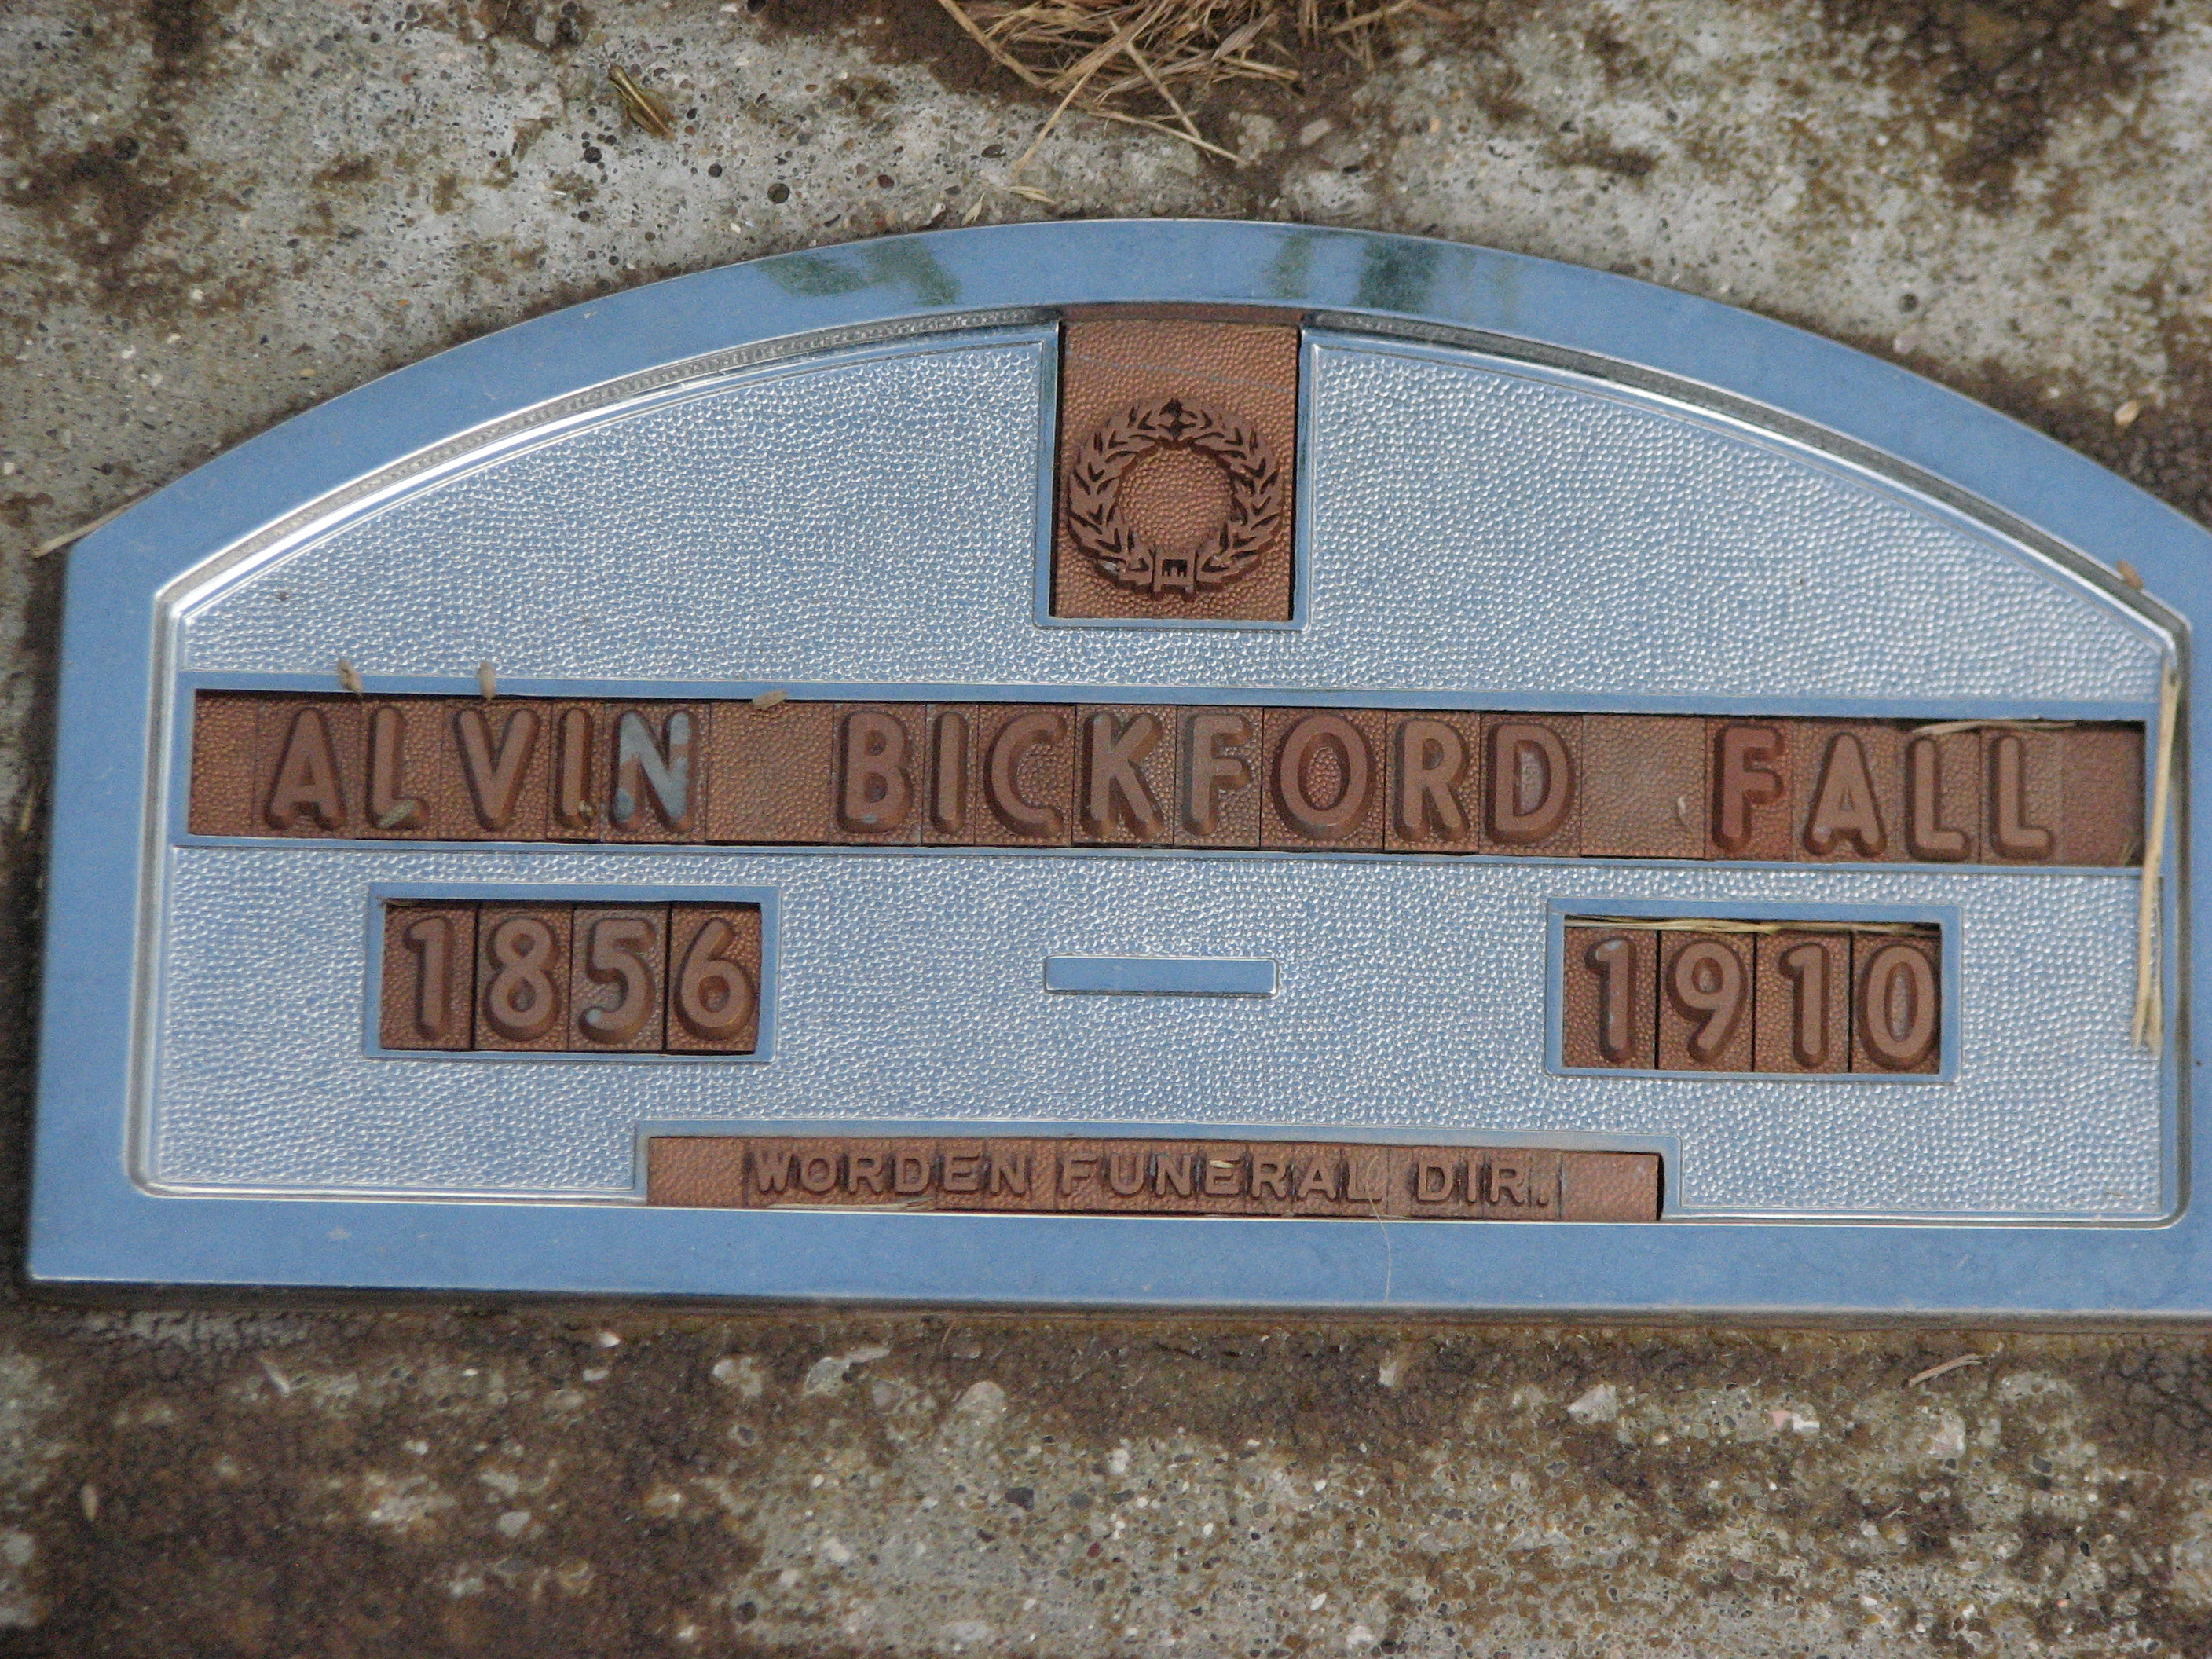 ALVIN BICKFORD FALL
1856 — 1910
WORDEN FUNERAL DIR.